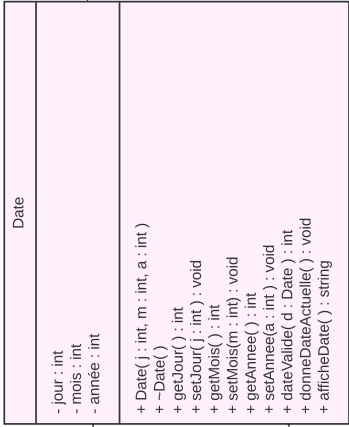 Date
- jour : int
- mois : int
- année : int
+ Date( j : int, m : int, a : int )
+ ~Date( )
+ getJour( ) : int
+ setJour( j : int ) : void
+ getMois( ) : int
+ setMois(m : int) : void
+ getAnnee( ) : int
+ setAnnee(a : int ) : void
+ dateValide( d : Date ) : int
+ donneDateActuelle( ) : void
+ afficheDate( ) : string